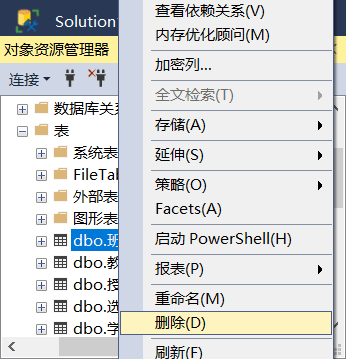 Solution1
对象资源管理器
连接
数据库关
表
系统表
FileTab
外部表
图形表
dbo.班
dbo.教
dbo.授
dbo.选
dbo.学
查看依赖关系(V)
内存优化顾问(M)
加密列...
全文检索(T)
存储(A)
延伸(S)
策略(O)
Facets(A)
启动 PowerShell(H)
报表(P)
重命名(M)
删除(D)
刷新(F)